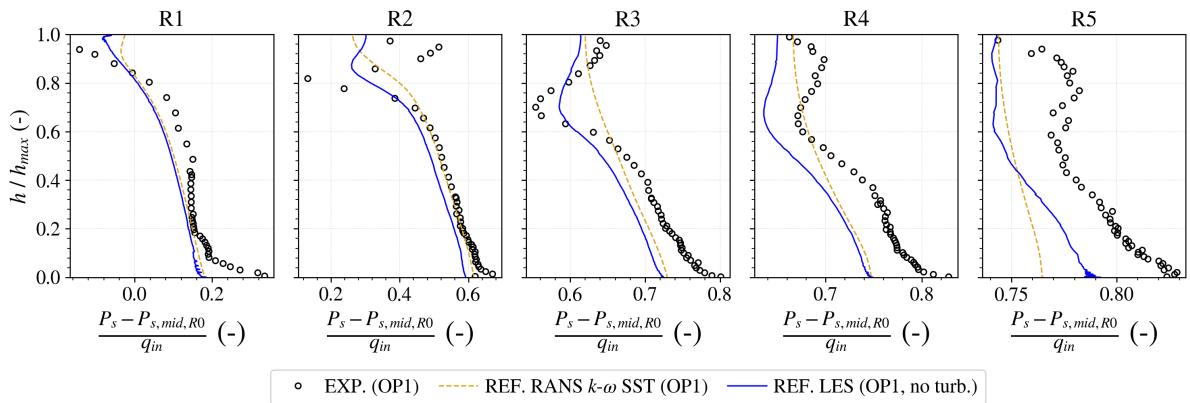 R1 R2 R3 R4 R5
h / h_max (-)
1.0
0.8
0.6
0.4
0.2
0.0
0.0 0.2 0.2 0.4 0.6 0.6 0.7 0.8 0.7 0.8 0.75 0.80
P_s − P_s,mid,R0 P_s − P_s,mid,R0 P_s − P_s,mid,R0 P_s − P_s,mid,R0 P_s − P_s,mid,R0
(-) (-) (-) (-) (-)
q_in q_in q_in q_in q_in
EXP. (OP1) REF. RANS k-ω SST (OP1) REF. LES (OP1, no turb.)